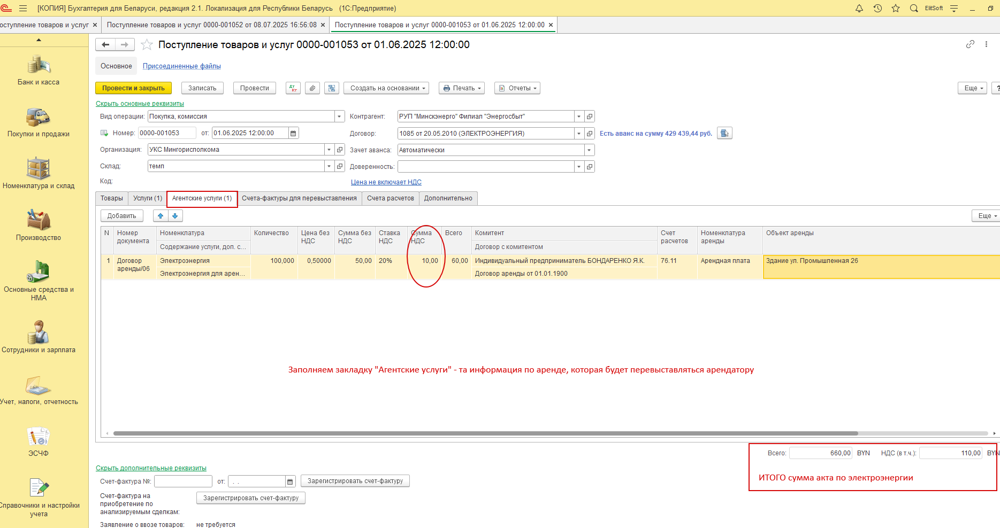 [КОПИЯ] Бухгалтерия для Беларуси, редакция 2.1. Локализация для Республики Беларусь (1С:Предприятие)
ElitSoft
оступление товаров и услуг ×
Поступление товаров и услуг 0000-001052 от 08.07.2025 16:56:08 ×
Поступление товаров и услуг 0000-001053 от 01.06.2025 12:00:00 ×
Банк и касса
Покупки и продажи
Номенклатура и склад
Производство
Основные средства и
НМА
Сотрудники и зарплата
Учет, налоги, отчетность
ЭСЧФ
Справочники и настройки
учета
Поступление товаров и услуг 0000-001053 от 01.06.2025 12:00:00
Основное Присоединенные файлы
Провести и закрыть Записать Провести Дт Кт Создать на основании Печать Отчеты Еще ?
Скрыть основные реквизиты
Вид операции: Покупка, комиссия Контрагент: РУП "Минскэнерго" Филиал "Энергосбыт"
Номер: 0000-001053 от: 01.06.2025 12:00:00 Договор: 1085 от 20.05.2010 (ЭЛЕКТРОЭНЕРГИЯ) Есть аванс на сумму 429 439,44 руб.
Организация: УКС Мингорисполкома Зачет аванса: Автоматически
Склад: темп Доверенность:
Код: Цена не включает НДС
Товары Услуги (1) Агентские услуги (1) Счета-фактуры для перевыставления Счета расчетов Дополнительно
Добавить Еще
N Номер документа Номенклатура Количество Цена без НДС Сумма без НДС Ставка НДС Сумма НДС Всего Комитент Счет расчетов Номенклатура аренды Объект аренды
Содержание услуги, доп. с... Договор с комитентом
1 Договор аренды/06 Электроэнергия 100,000 0,50000 50,00 20% 10,00 60,00 Индивидуальный предприниматель БОНДАРЕНКО Я.К. 76.11 Арендная плата Здание ул. Промышленная 26
Электроэнергия для арен... Договор аренды от 01.01.1900
Заполняем закладку "Агентские услуги" - та информация по аренде, которая будет перевыставляться арендатору
Всего: 660,00 BYN НДС (в т.ч.): 110,00 BYN
ИТОГО сумма акта по электроэнергии
Скрыть дополнительные реквизиты
Счет-фактура №: от: . . Зарегистрировать счет-фактуру
Счет-фактура на
приобретение по
анализируемым сделкам:
Зарегистрировать счет-фактуру
Заявление о ввозе товаров: не требуется